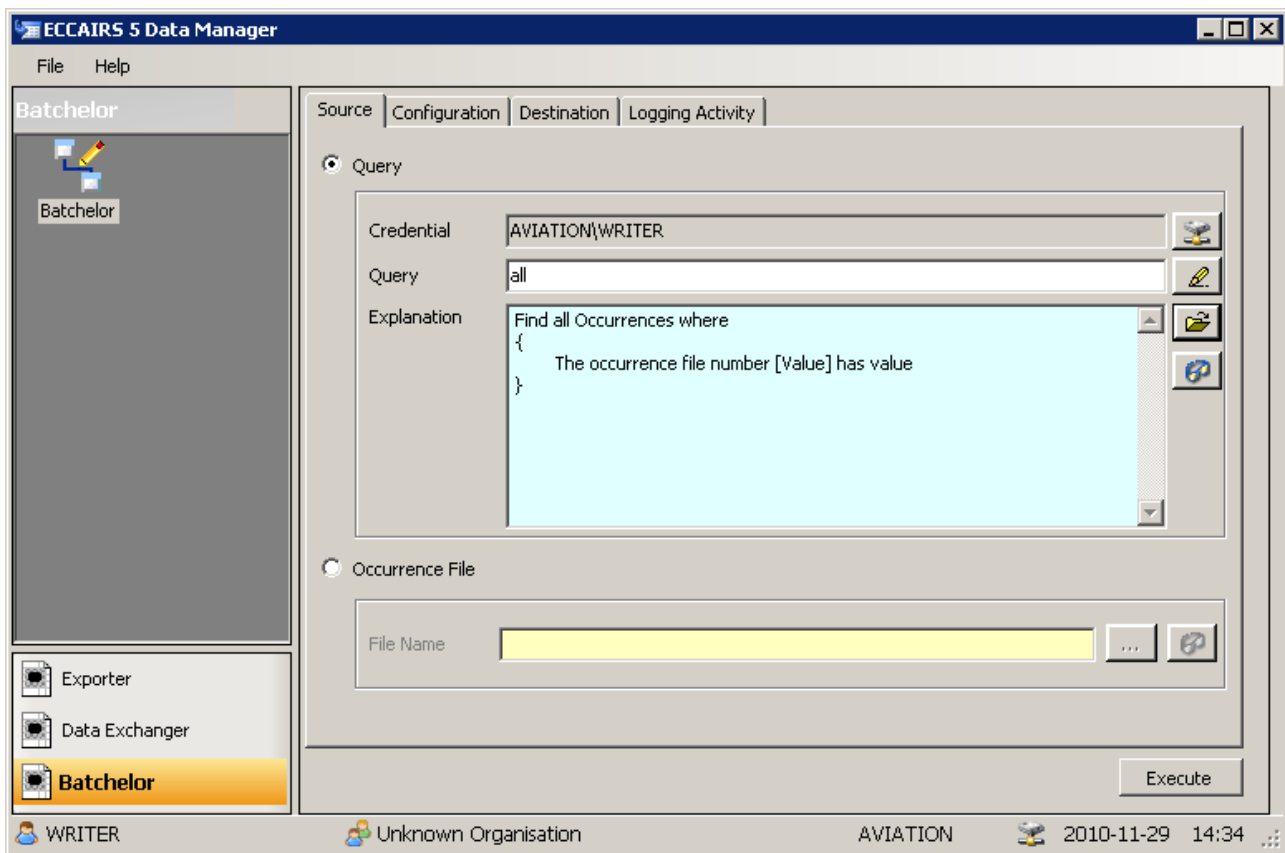 ECCAIRS 5 Data Manager
File Help
Batchelor
Batchelor
Source Configuration Destination Logging Activity
Query
Credential AVIATION\WRITER
Query all
Explanation Find all Occurrences where
{
The occurrence file number [Value] has value
}
Occurrence File
File Name ...
Exporter
Data Exchanger
Batchelor
Execute
WRITER Unknown Organisation AVIATION 2010-11-29 14:34